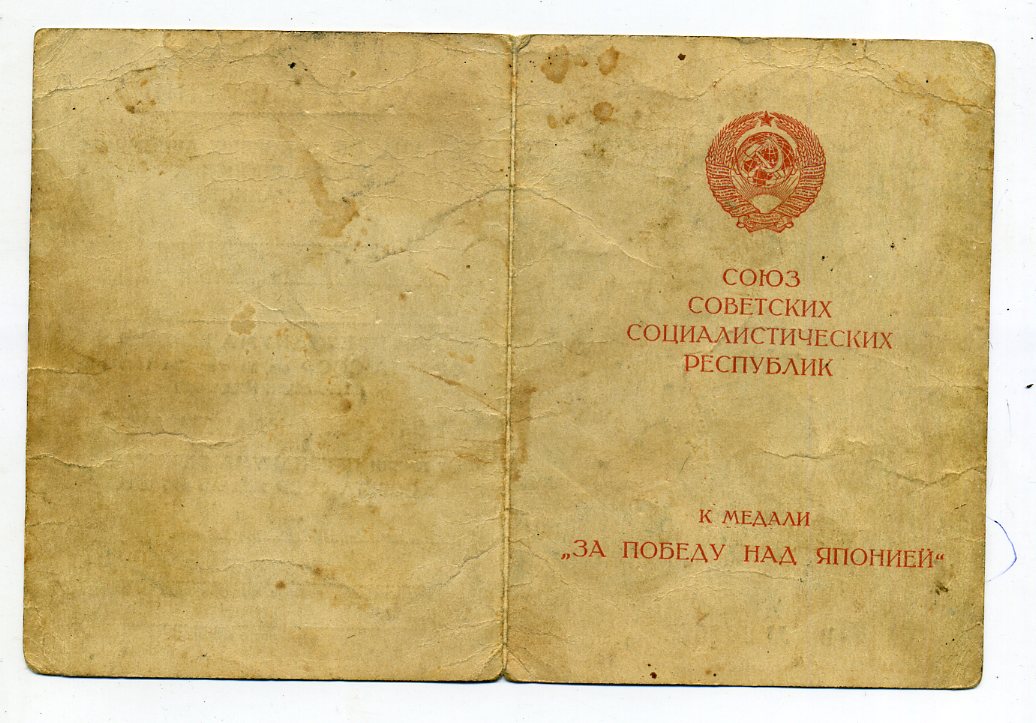 СОЮЗ
СОВЕТСКИХ
СОЦИАЛИСТИЧЕСКИХ
РЕСПУБЛИК
К МЕДАЛИ
„ЗА ПОБЕДУ НАД ЯПОНИЕЙ“